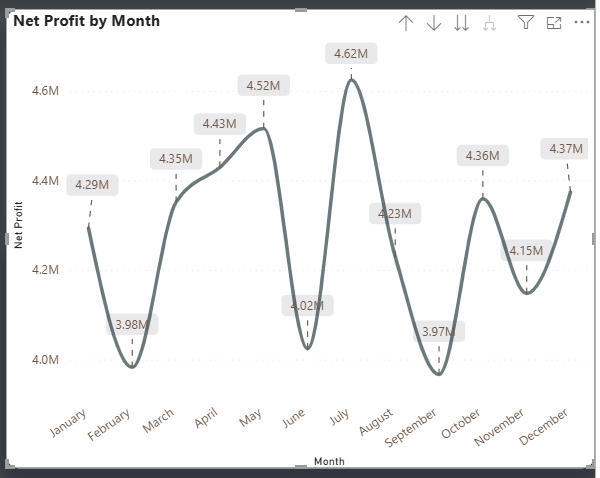 Net Profit by Month
4.62M
4.52M
4.6M
4.43M
4.35M
4.36M
4.37M
4.4M
4.29M
4.23M
Net Profit
4.15M
4.2M
4.02M
3.98M
3.97M
4.0M
January
February
March
April
May
June
July
August
September
October
November
December
Month